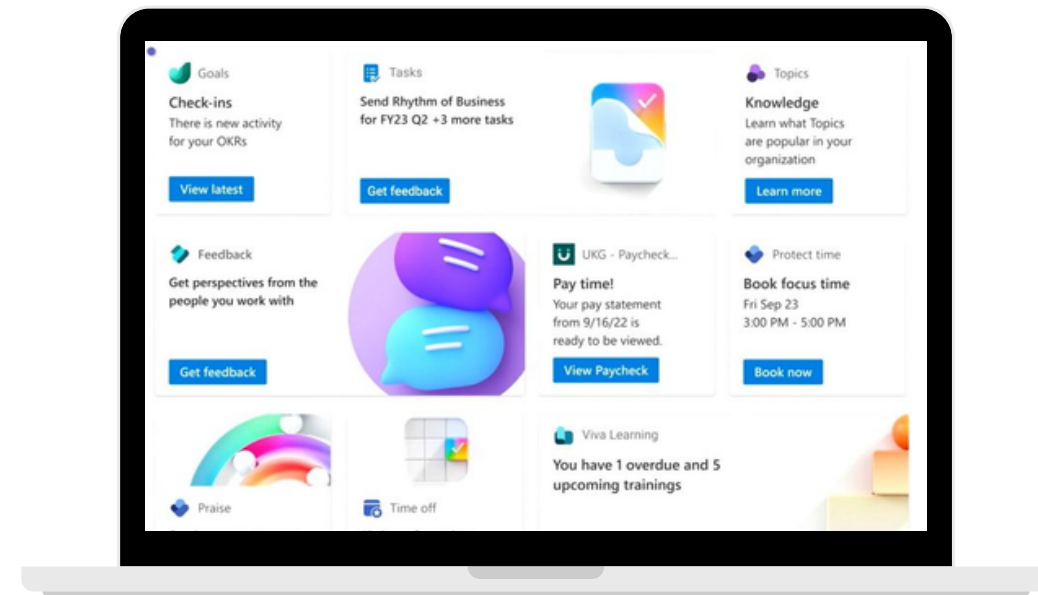 Goals
Check-ins
There is new activity
for your OKRs
View latest
Tasks
Send Rhythm of Business
for FY23 Q2 +3 more tasks
Get feedback
Topics
Knowledge
Learn what Topics
are popular in your
organization
Learn more
Feedback
Get perspectives from the
people you work with
Get feedback
UKG - Paycheck...
Pay time!
Your pay statement
from 9/16/22 is
ready to be viewed.
View Paycheck
Protect time
Book focus time
Fri Sep 23
3:00 PM - 5:00 PM
Book now
Praise
Time off
Viva Learning
You have 1 overdue and 5
upcoming trainings